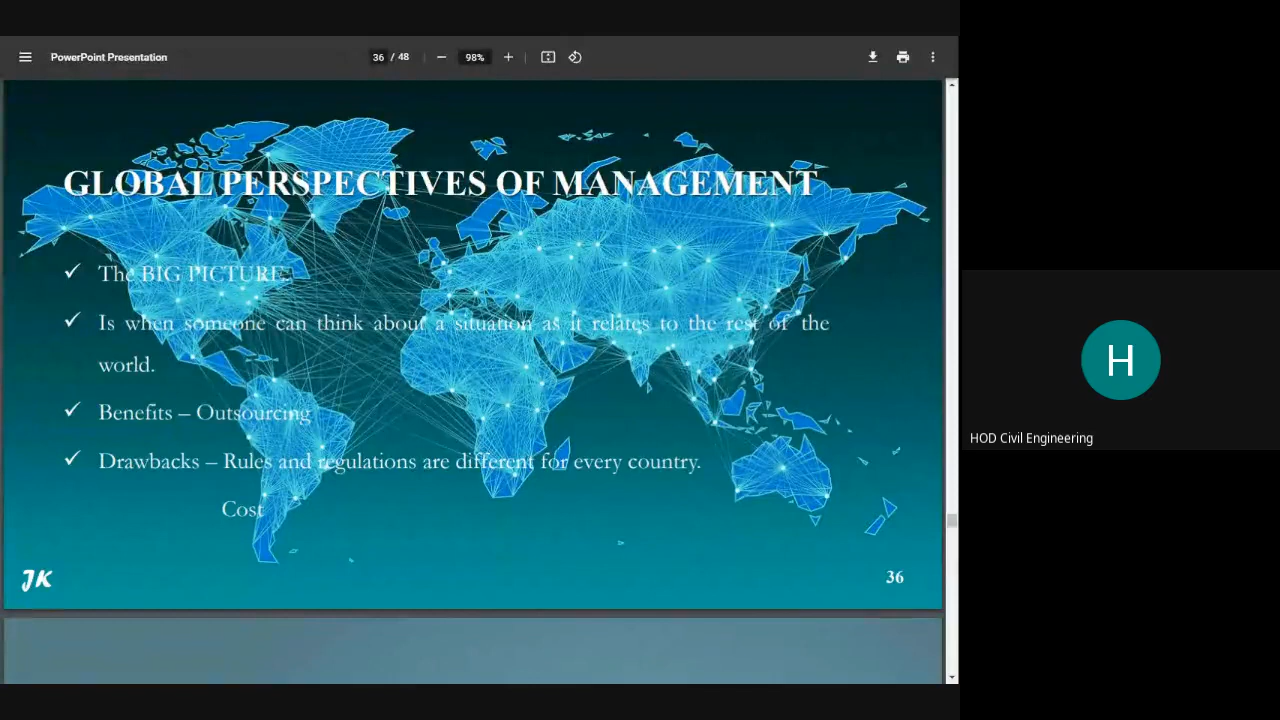 PowerPoint Presentation
36 / 48
98%
GLOBAL PERSPECTIVES OF MANAGEMENT
✓ The BIG PICTURE.
✓ Is when someone can think about a situation as it relates to the rest of the
world.
✓ Benefits – Outsourcing
✓ Drawbacks – Rules and regulations are different for every country.
Cost
JK
36
H
HOD Civil Engineering